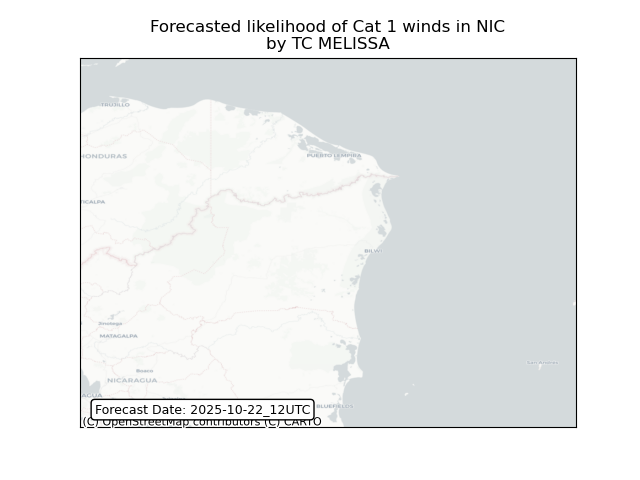 Forecasted likelihood of Cat 1 winds in NIC
by TC MELISSA
TRUJILLO
HONDURAS
PUERTO LEMPIRA
TICALPA
BILWI
Jinotega
MATAGALPA
Boaco
NICARAGUA
AGUA
BLUEFIELDS
Forecast Date: 2025-10-22_12UTC
(C) OpenStreetMap contributors (C) CARTO